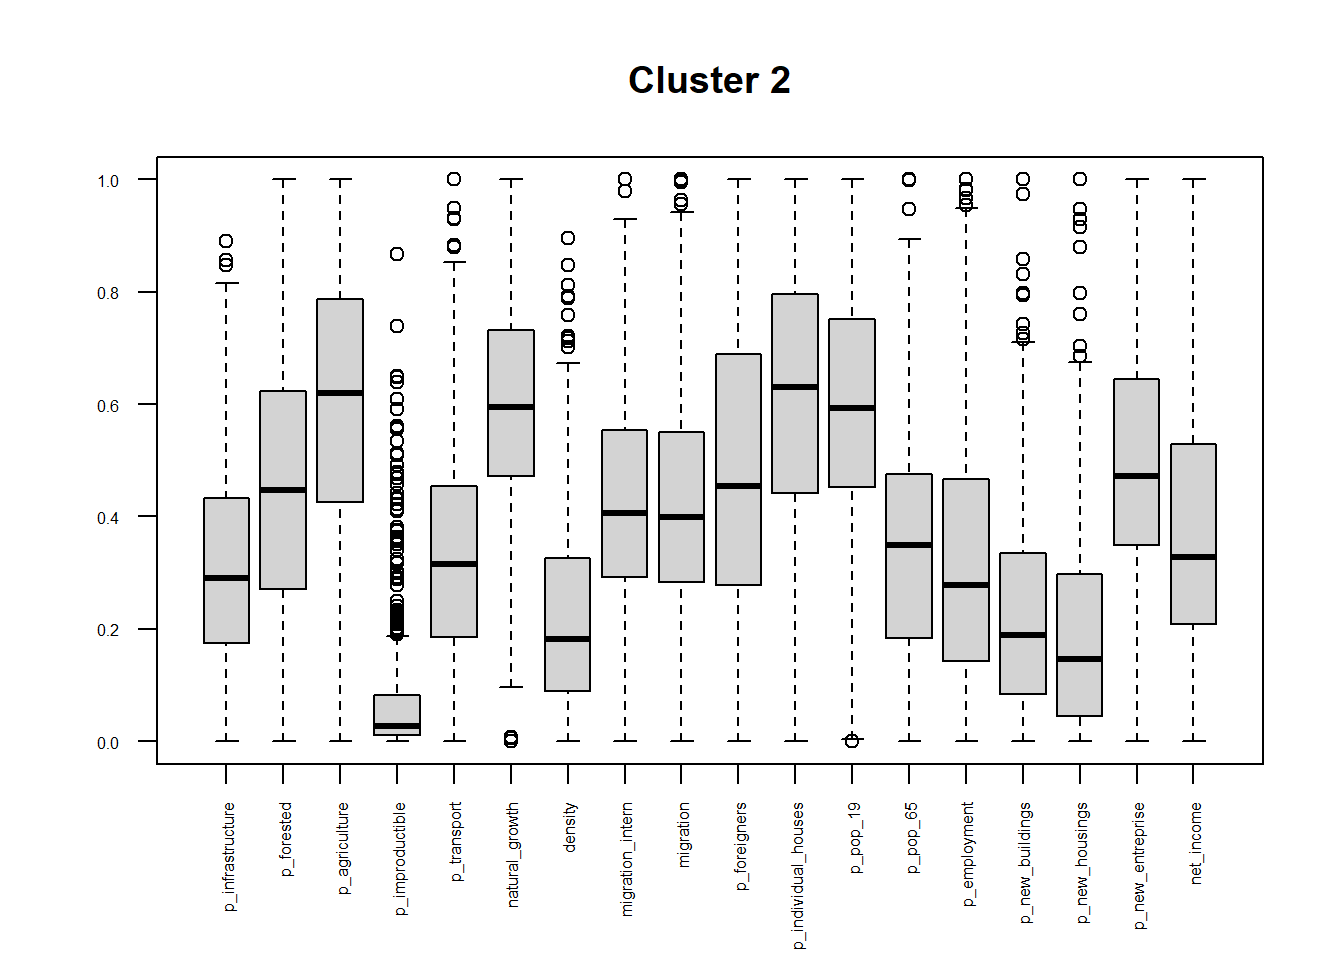 Cluster 2
1.0
0.8
0.6
0.4
0.2
0.0
p_infrastructure
p_forested
p_agriculture
p_improductible
p_transport
natural_growth
density
migration_intern
migration
p_foreigners
p_individual_houses
p_pop_19
p_pop_65
p_employment
p_new_buildings
p_new_housings
p_new_entreprise
net_income